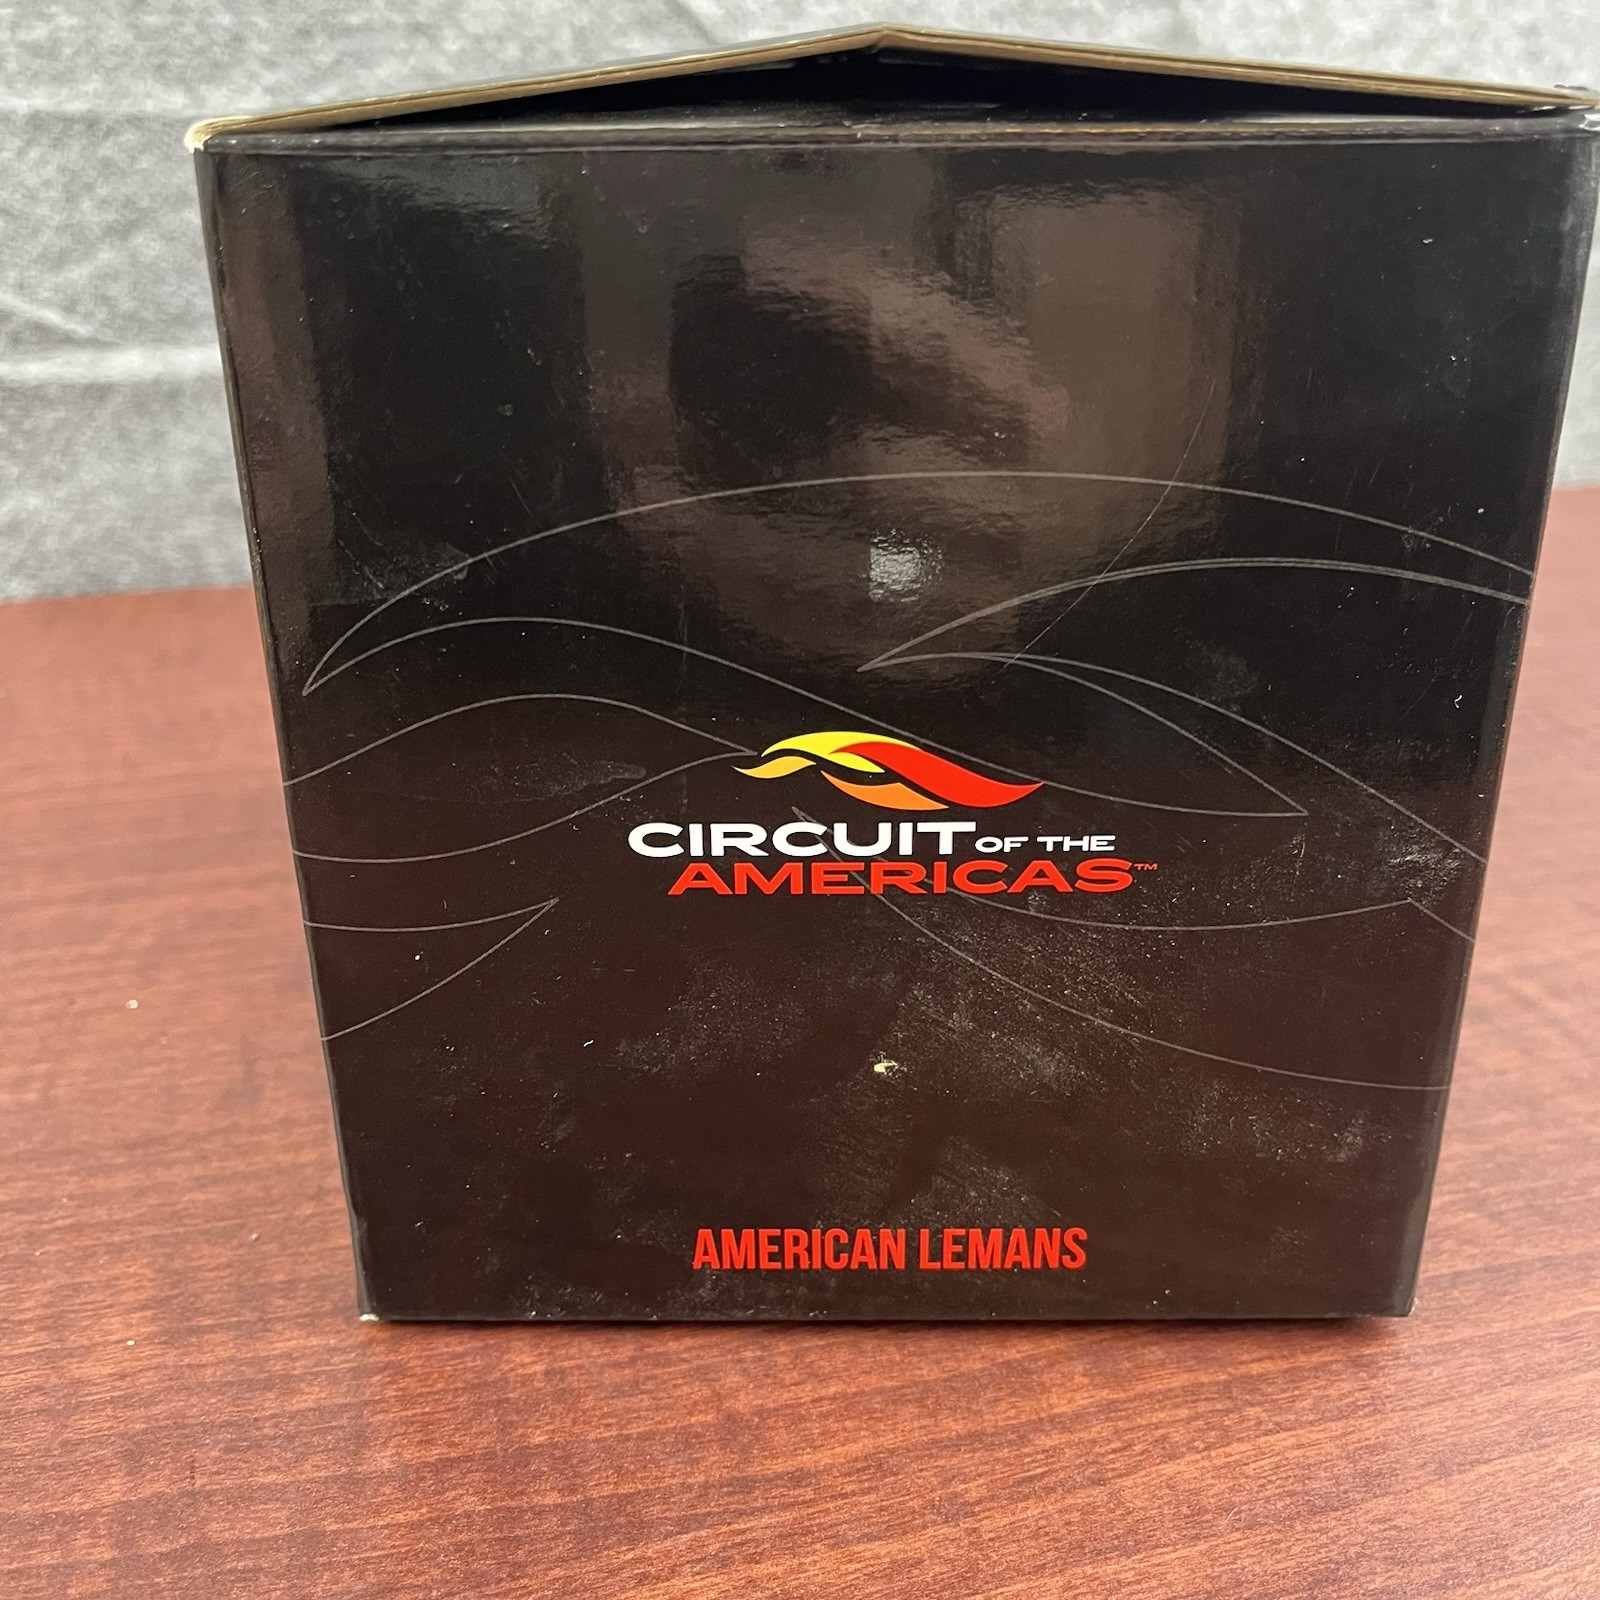 CIRCUIT OF THE
AMERICAS™
AMERICAN LEMANS